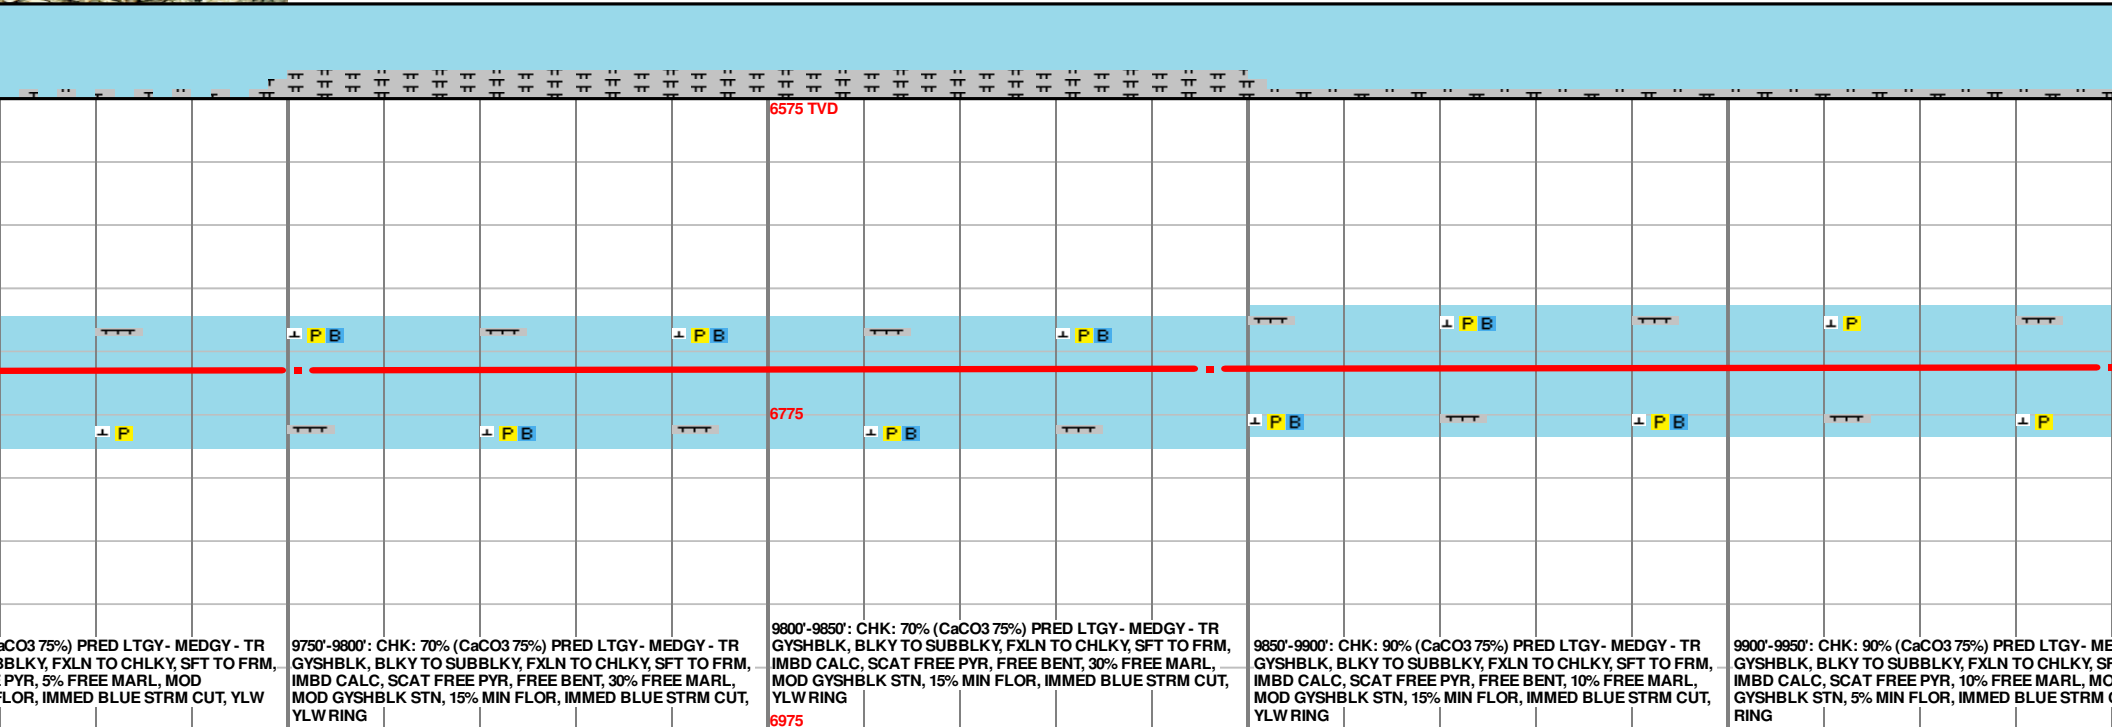 6575 TVD
P B
P B
P B
P B
P
6775
P
P B
P B
P B
P B
P
aCO3 75%) PRED LTGY- MEDGY - TR
BBLKY, FXLN TO CHLKY, SFT TO FRM,
PYR, 5% FREE MARL, MOD
FLOR, IMMED BLUE STRM CUT, YLW
9750'-9800': CHK: 70% (CaCO3 75%) PRED LTGY- MEDGY - TR
GYSHBLK, BLKY TO SUBBLKY, FXLN TO CHLKY, SFT TO FRM,
IMBD CALC, SCAT FREE PYR, FREE BENT, 30% FREE MARL,
MOD GYSHBLK STN, 15% MIN FLOR, IMMED BLUE STRM CUT,
YLW RING
9800'-9850': CHK: 70% (CaCO3 75%) PRED LTGY- MEDGY - TR
GYSHBLK, BLKY TO SUBBLKY, FXLN TO CHLKY, SFT TO FRM,
IMBD CALC, SCAT FREE PYR, FREE BENT, 30% FREE MARL,
MOD GYSHBLK STN, 15% MIN FLOR, IMMED BLUE STRM CUT,
YLW RING
6975
9850'-9900': CHK: 90% (CaCO3 75%) PRED LTGY- MEDGY - TR
GYSHBLK, BLKY TO SUBBLKY, FXLN TO CHLKY, SFT TO FRM,
IMBD CALC, SCAT FREE PYR, FREE BENT, 10% FREE MARL,
MOD GYSHBLK STN, 15% MIN FLOR, IMMED BLUE STRM CUT,
YLW RING
9900'-9950': CHK: 90% (CaCO3 75%) PRED LTGY- ME
GYSHBLK, BLKY TO SUBBLKY, FXLN TO CHLKY, SF
IMBD CALC, SCAT FREE PYR, 10% FREE MARL, MO
GYSHBLK STN, 5% MIN FLOR, IMMED BLUE STRM C
RING